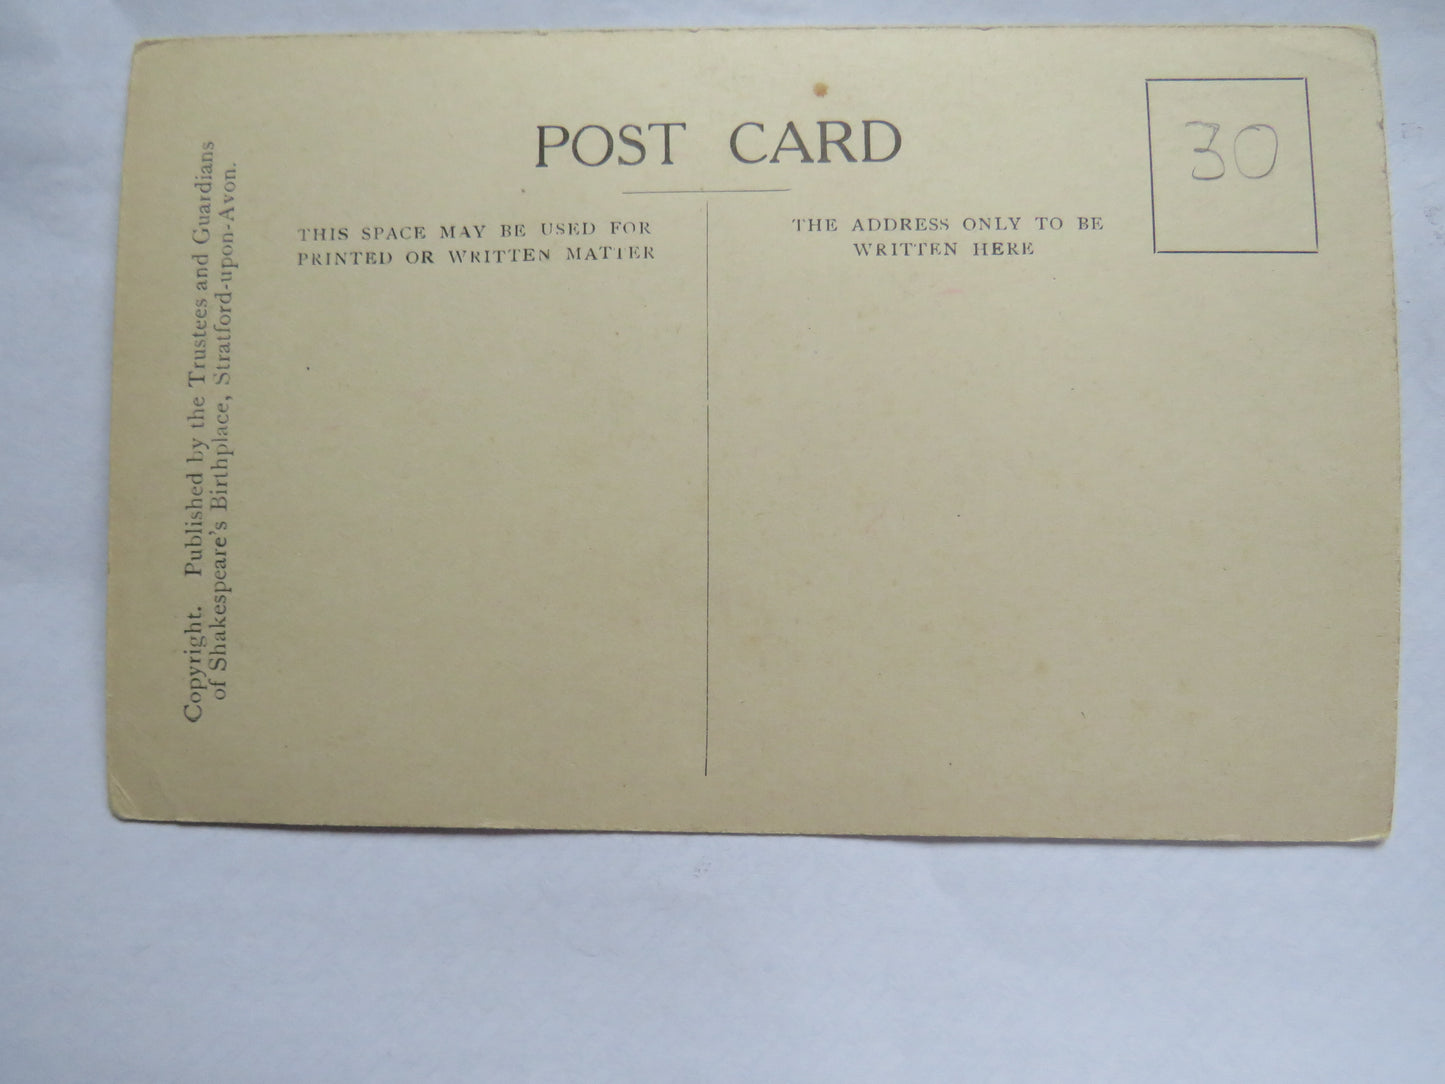 POST CARD
30
THIS SPACE MAY BE USED FOR
PRINTED OR WRITTEN MATTER
THE ADDRESS ONLY TO BE
WRITTEN HERE
Copyright. Published by the Trustees and Guardians
of Shakespeare's Birthplace, Stratford-upon-Avon.